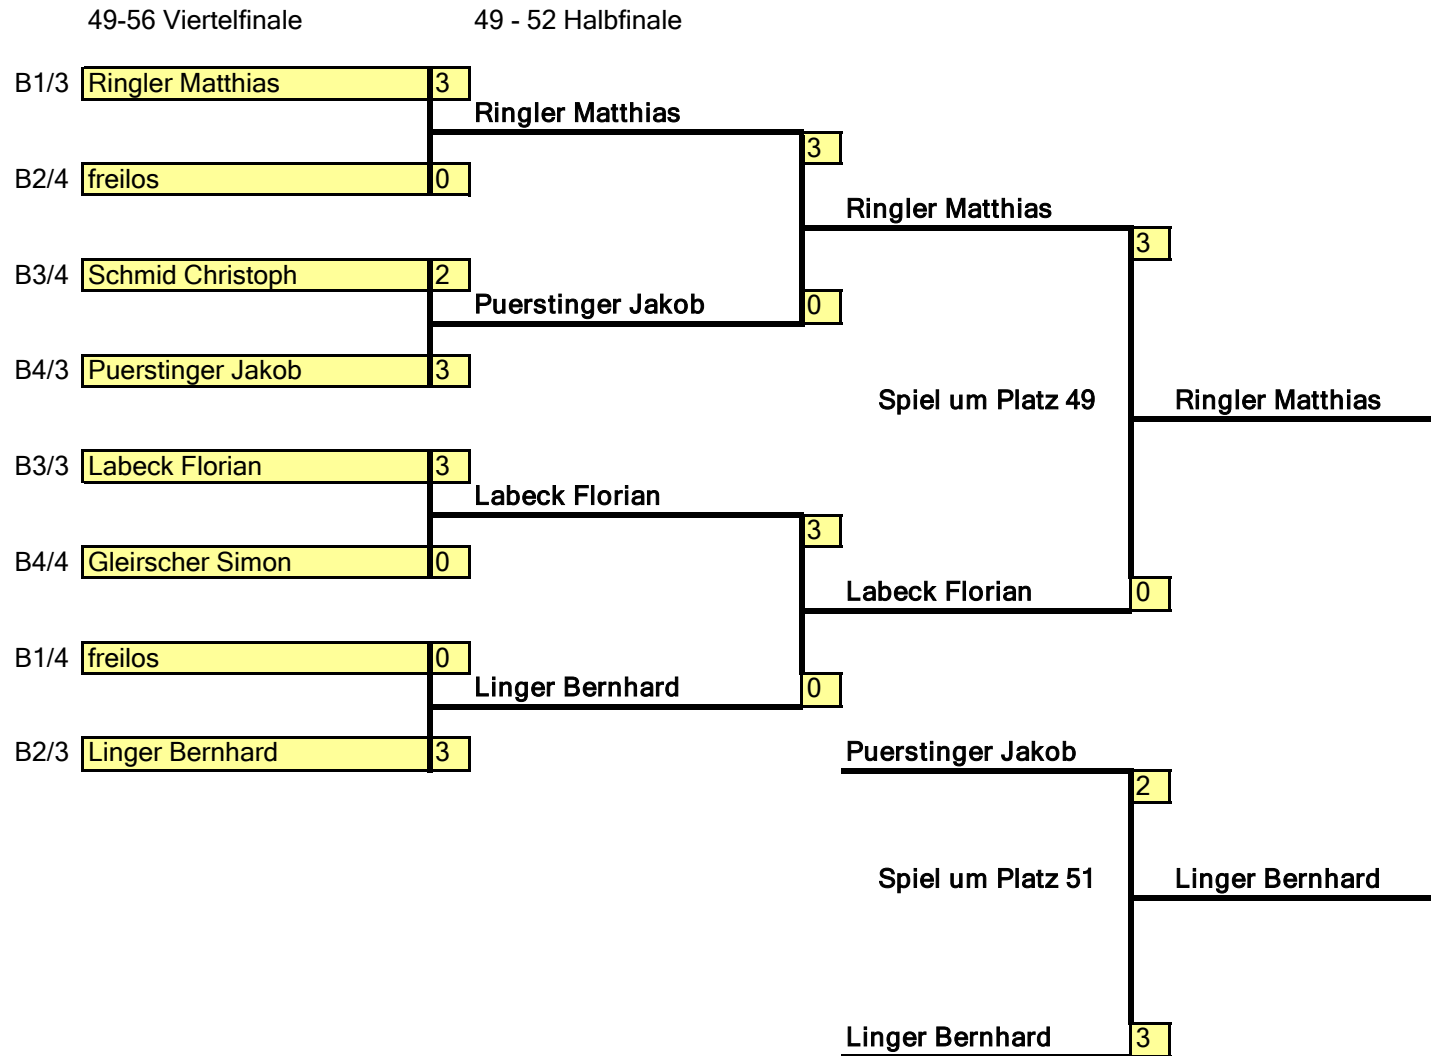 49-56 Viertelfinale 49 - 52 Halbfinale
B1/3 Ringler Matthias 3
Ringler Matthias
3
B2/4 freilos 0
Ringler Matthias
3
B3/4 Schmid Christoph 2
Puerstinger Jakob 0
B4/3 Puerstinger Jakob 3
Spiel um Platz 49 Ringler Matthias
B3/3 Labeck Florian 3
Labeck Florian
3
B4/4 Gleirscher Simon 0
Labeck Florian 0
B1/4 freilos 0
Linger Bernhard 0
B2/3 Linger Bernhard 3 Puerstinger Jakob
2
Spiel um Platz 51 Linger Bernhard
Linger Bernhard 3